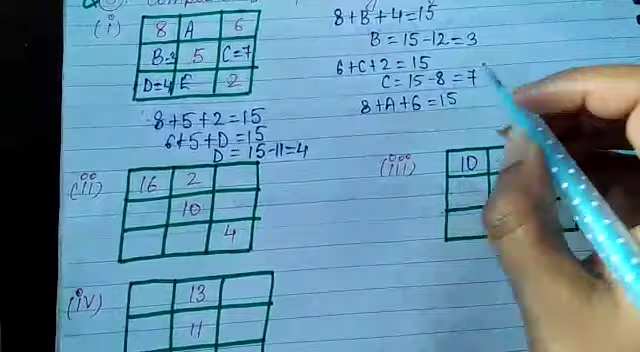 (i)
8 A 6
B=3 5 C=7
D=4 E 2
8+B+4=15
B = 15-12=3
6+C+2=15
C = 15-8=7
8+A+6=15
8+5+2=15
6+5+D=15
D = 15-11=4
(ii)
16 2
10
4
(iii)
10
(iv)
13
11